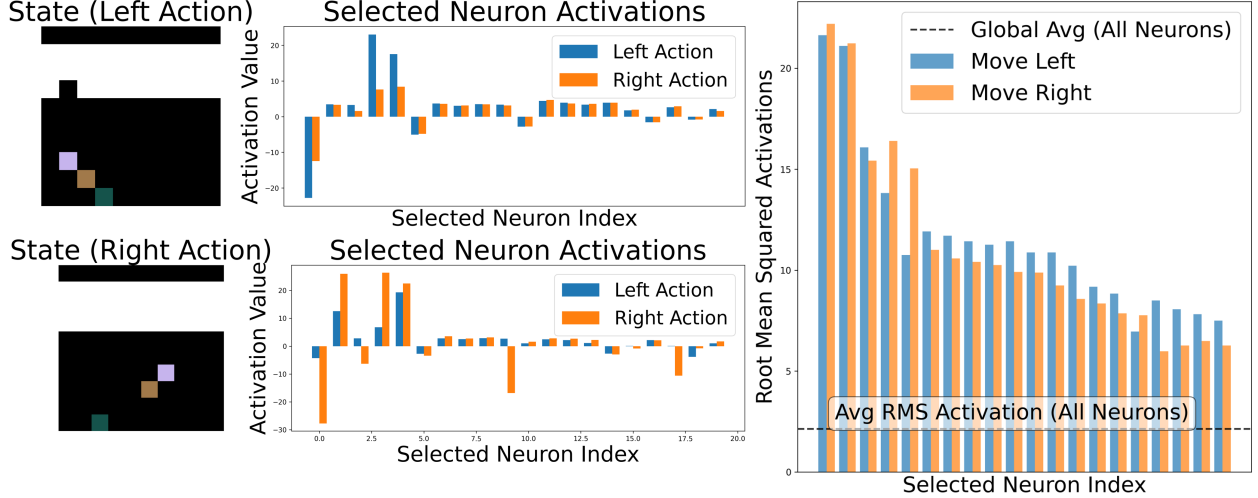 State (Left Action)
Selected Neuron Activations
Activation Value
20
10
0
−10
−20
Left Action
Right Action
Selected Neuron Index
State (Right Action)
Selected Neuron Activations
Activation Value
20
10
0
−10
−20
−30
Left Action
Right Action
0.0
2.5
5.0
7.5
10.0
12.5
15.0
17.5
20.0
Selected Neuron Index
Root Mean Squared Activations
20
15
10
5
0
Global Avg (All Neurons)
Move Left
Move Right
Avg RMS Activation (All Neurons)
Selected Neuron Index